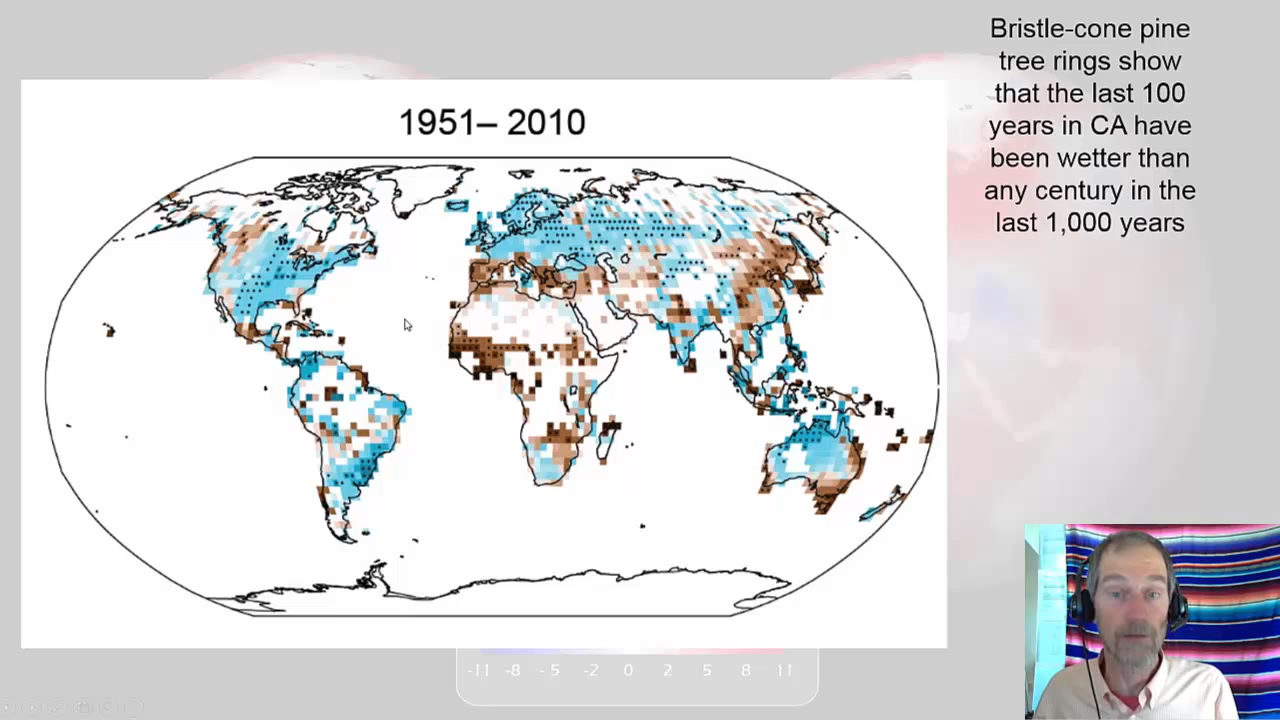 Bristle-cone pine
tree rings show
that the last 100
years in CA have
been wetter than
any century in the
last 1,000 years
1951– 2010
-11 -8 -5 -2 0 2 5 8 11